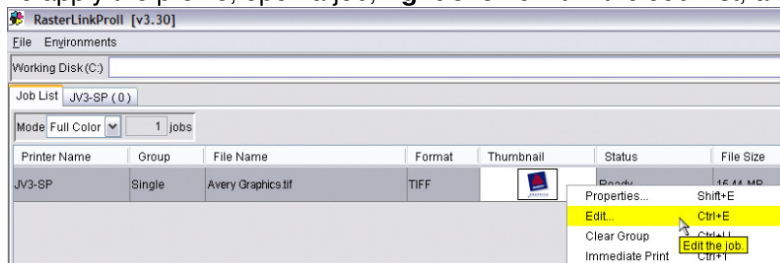 RasterLinkProII [v3.30]
File Environments
Working Disk (C:)
Job List JV3-SP ( 0 )
Mode Full Color 1 jobs
Printer Name Group File Name Format Thumbnail Status File Size
JV3-SP Single Avery Graphics.tif TIFF Ready 16.44 MB
Properties... Shift+E
Edit... Ctrl+E
Clear Group Ctrl+U
Edit the job.
Immediate Print Ctrl+T